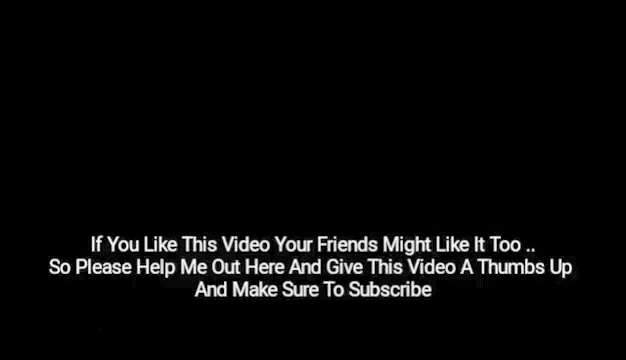 If You Like This Video Your Friends Might Like It Too ..
So Please Help Me Out Here And Give This Video A Thumbs Up
And Make Sure To Subscribe